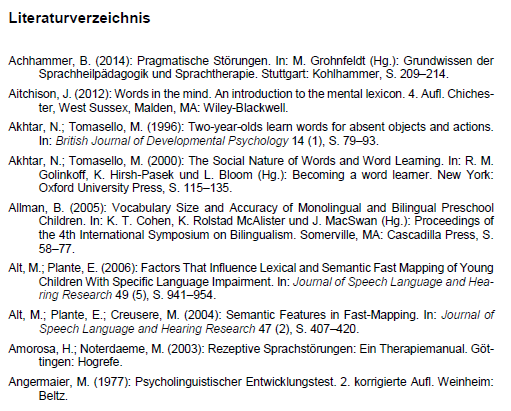 Literaturverzeichnis
Achhammer, B. (2014): Pragmatische Störungen. In: M. Grohnfeldt (Hg.): Grundwissen der
Sprachheilpädagogik und Sprachtherapie. Stuttgart: Kohlhammer, S. 209–214.
Aitchison, J. (2012): Words in the mind. An introduction to the mental lexicon. 4. Aufl. Chiches-
ter, West Sussex, Malden, MA: Wiley-Blackwell.
Akhtar, N.; Tomasello, M. (1996): Two-year-olds learn words for absent objects and actions.
In: British Journal of Developmental Psychology 14 (1), S. 79–93.
Akhtar, N.; Tomasello, M. (2000): The Social Nature of Words and Word Learning. In: R. M.
Golinkoff, K. Hirsh-Pasek und L. Bloom (Hg.): Becoming a word learner. New York:
Oxford University Press, S. 115–135.
Allman, B. (2005): Vocabulary Size and Accuracy of Monolingual and Bilingual Preschool
Children. In: K. T. Cohen, K. Rolstad McAlister und J. MacSwan (Hg.): Proceedings of
the 4th International Symposium on Bilingualism. Somerville, MA: Cascadilla Press, S.
58–77.
Alt, M.; Plante, E. (2006): Factors That Influence Lexical and Semantic Fast Mapping of Young
Children With Specific Language Impairment. In: Journal of Speech Language and Hea-
ring Research 49 (5), S. 941–954.
Alt, M.; Plante, E.; Creusere, M. (2004): Semantic Features in Fast-Mapping. In: Journal of
Speech Language and Hearing Research 47 (2), S. 407–420.
Amorosa, H.; Noterdaeme, M. (2003): Rezeptive Sprachstörungen: Ein Therapiemanual. Göt-
tingen: Hogrefe.
Angermaier, M. (1977): Psycholinguistischer Entwicklungstest. 2. korrigierte Aufl. Weinheim:
Beltz.